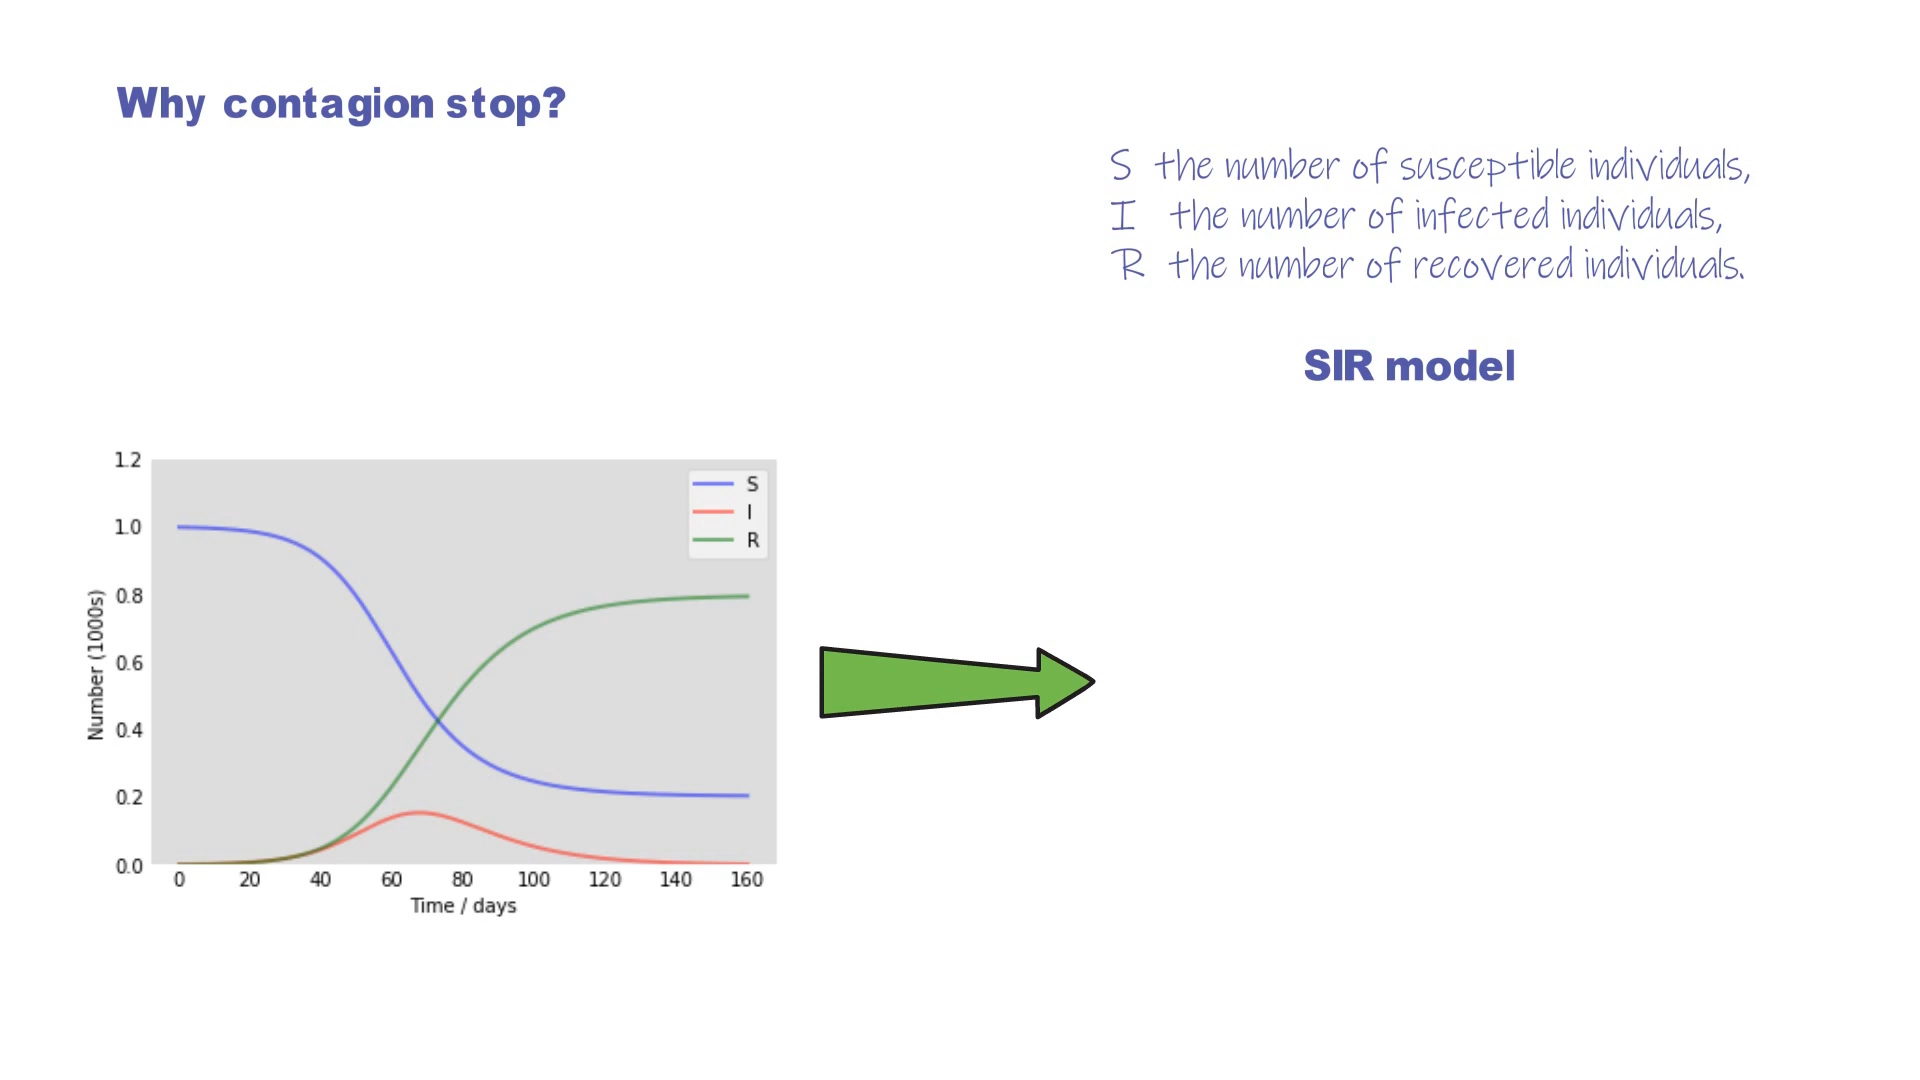 Why contagion stop?
S the number of susceptible individuals,
I the number of infected individuals,
R the number of recovered individuals.
SIR model
1.2
1.0
0.8
0.6
0.4
0.2
0.0
Number (1000s)
S
I
R
0 20 40 60 80 100 120 140 160
Time / days